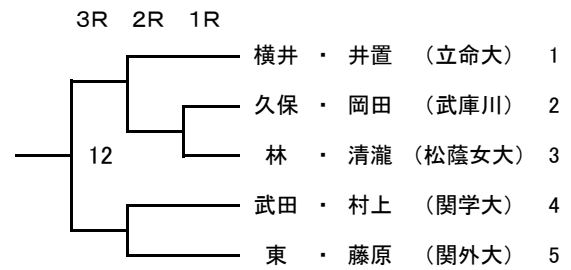 3R 2R 1R
横井 ・ 井置 （立命大） 1
久保 ・ 岡田 （武庫川） 2
12
林 ・ 清瀧 （松蔭女大） 3
武田 ・ 村上 （関学大） 4
東 ・ 藤原 （関外大） 5